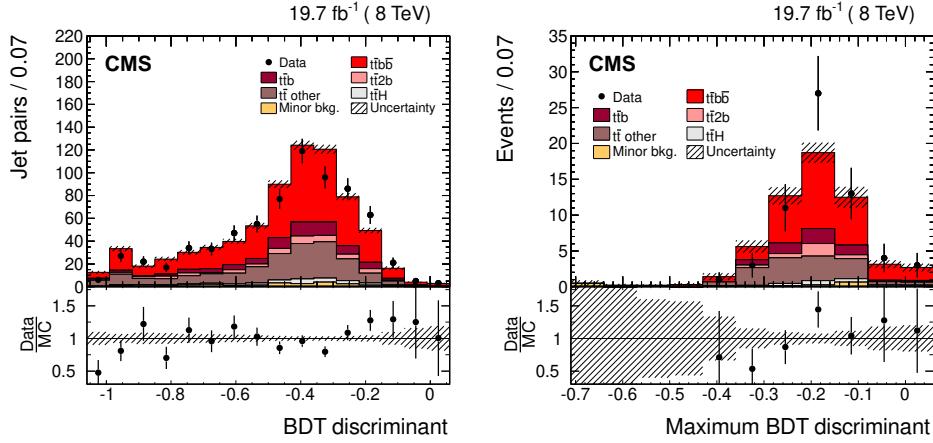 19.7 fb⁻¹ ( 8 TeV)
Jet pairs / 0.07
220
200
180
160
140
120
100
80
60
40
20
0
CMS
Data
tt̄bb̄
tt̄b
tt̄2b
tt̄ other
tt̄H
Minor bkg.
Uncertainty
Data
MC
1.5
1
0.5
-1 -0.8 -0.6 -0.4 -0.2 0
BDT discriminant
19.7 fb⁻¹ ( 8 TeV)
Events / 0.07
35
30
25
20
15
10
5
0
CMS
Data
tt̄bb̄
tt̄b
tt̄2b
tt̄ other
tt̄H
Minor bkg.
Uncertainty
Data
MC
1.5
1
0.5
-0.7 -0.6 -0.5 -0.4 -0.3 -0.2 -0.1 0
Maximum BDT discriminant